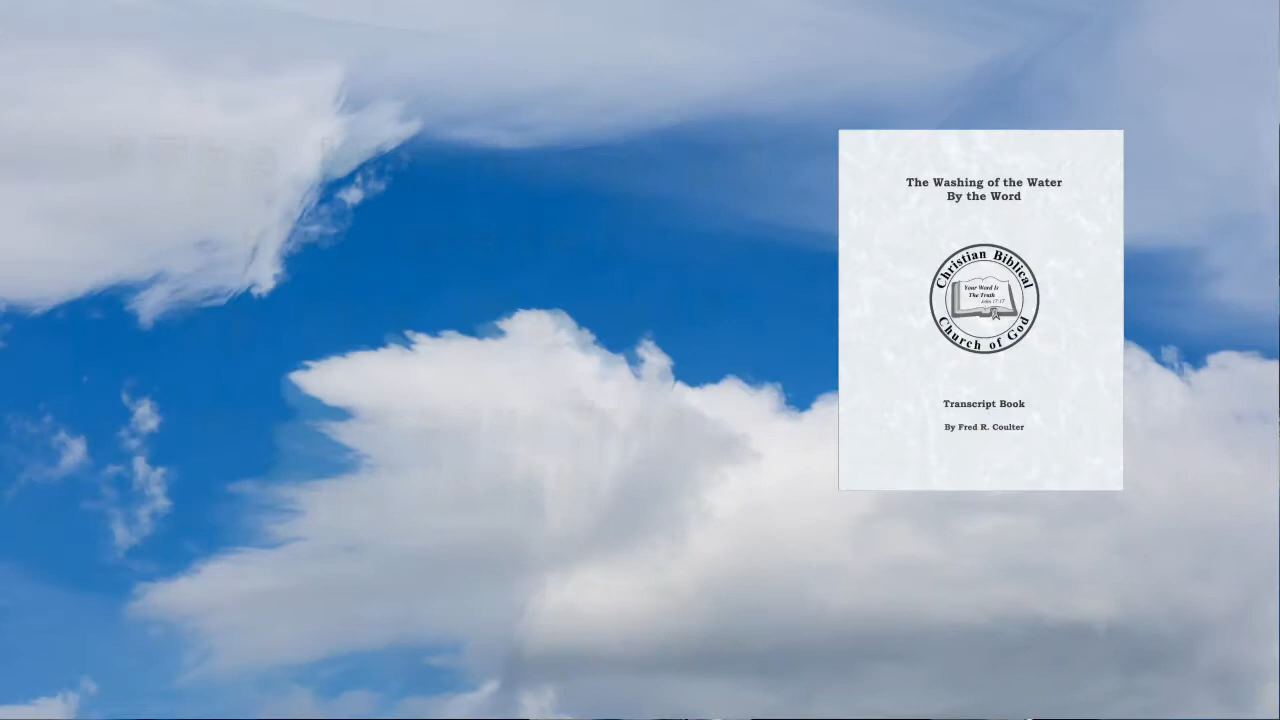 The Washing of the Water
By the Word
Christian Biblical
Your Word Is
The Truth
John 17:17
Church of God
Transcript Book
By Fred R. Coulter